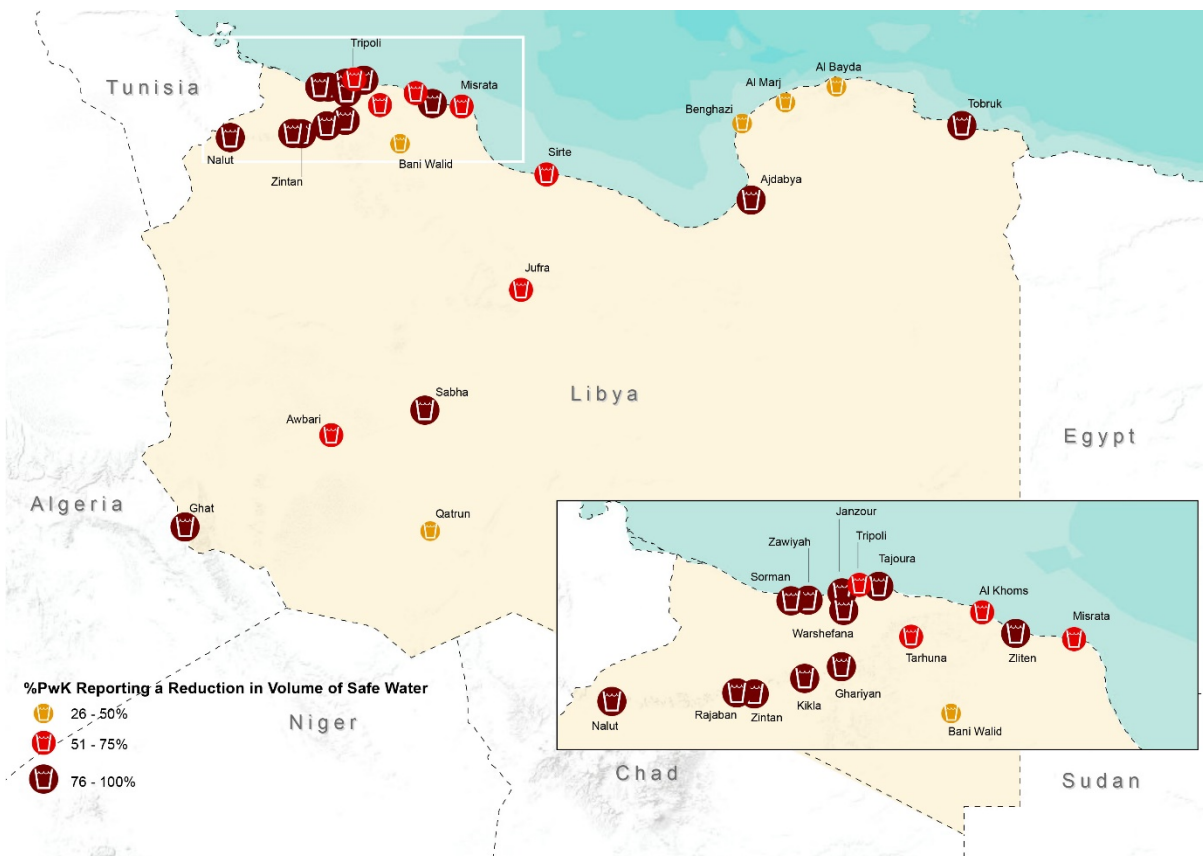 Tripoli
Tunisia
Al Bayda
Al Marj
Misrata
Benghazi
Tobruk
Nalut
Bani Walid
Zintan
Sirte
Ajdabya
Jufra
Libya
Sabha
Awbari
Egypt
Algeria
Ghat
Qatrun
Janzour
Tripoli
Zawiyah
Tajoura
Sorman
Al Khoms
Misrata
Warshefana
Tarhuna
Zliten
Ghariyan
Kikla
Rajaban
Zintan
Nalut
Bani Walid
%PwK Reporting a Reduction in Volume of Safe Water
26 - 50%
51 - 75%
76 - 100%
Niger
Chad
Sudan